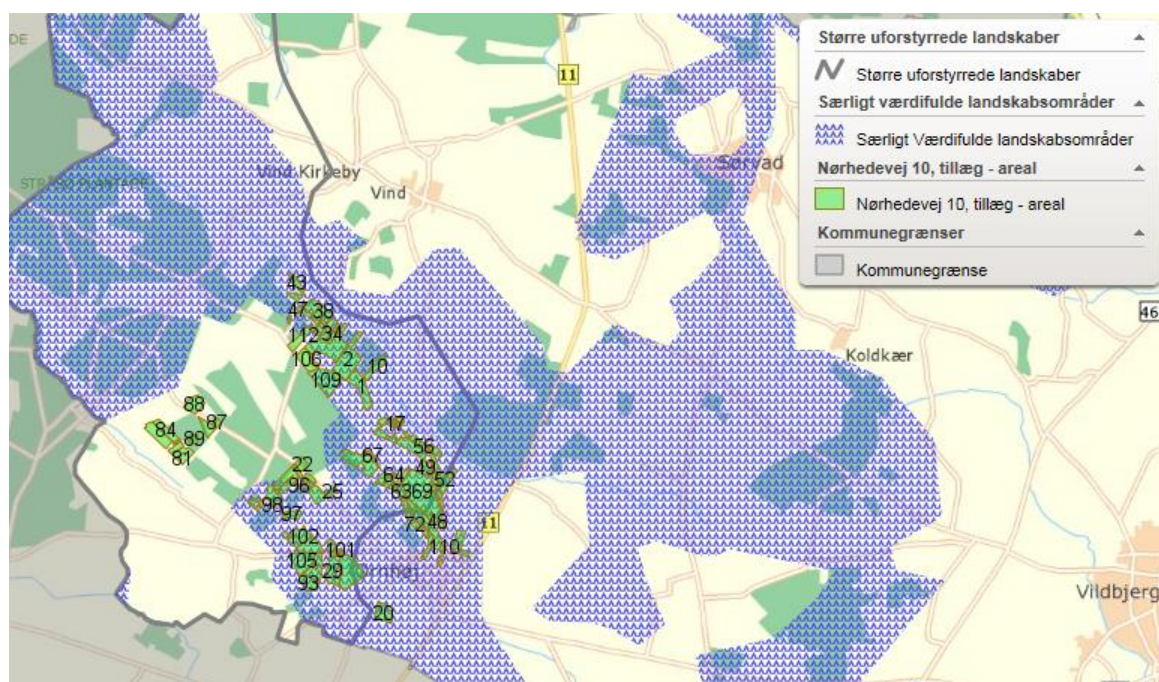 DE
11
Større uforstyrrede landskaber
Større uforstyrrede landskaber
Særligt værdifulde landskabsområder
Særligt Værdifulde landskabsområder
Nørhedevej 10, tillæg - areal
Nørhedevej 10, tillæg - areal
Kommunegrænser
Kommunegrænse
Sørvad
Vind Kirkeby
Vind
46
43
47
38
112
34
106
2
10
109
1
Koldkær
88
17
84
87
89
56
81
67
49
22
64
52
96
63
69
25
98
97
72
48
11
102
110
101
105
29
93
20
Vildbjerg